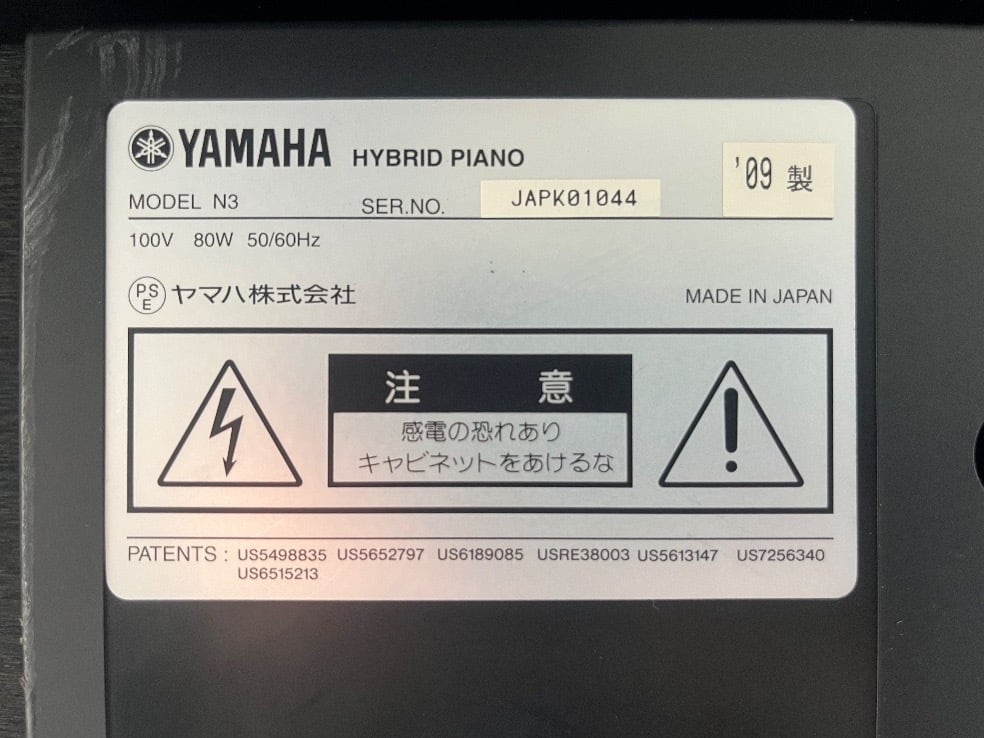 YAMAHA HYBRID PIANO
'09 製
MODEL N3 SER.NO. JAPK01044
100V 80W 50/60Hz
PSE ヤマハ株式会社 MADE IN JAPAN
注意
感電の恐れあり
キャビネットをあけるな
PATENTS : US5498835 US5652797 US6189085 USRE38003 US5613147 US7256340
US6515213